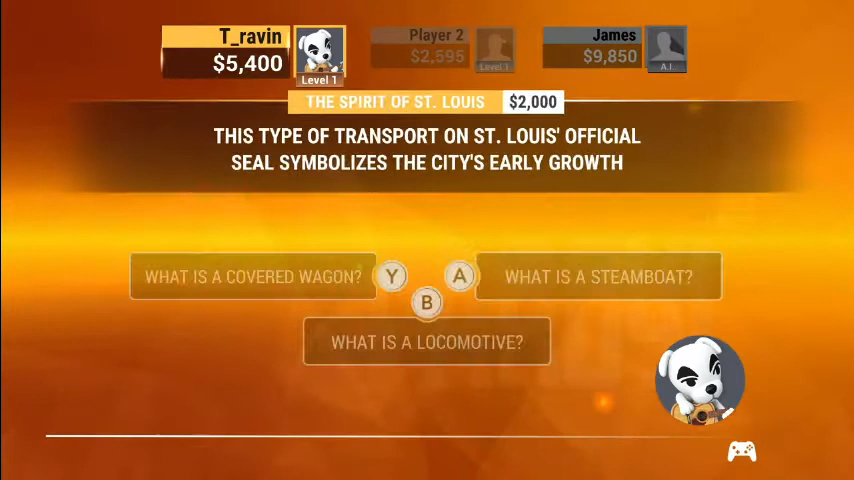 T_ravin
$5,400
Level 1
Player 2
$2,595
Level 1
James
$9,850
A.I.
THE SPIRIT OF ST. LOUIS $2,000
THIS TYPE OF TRANSPORT ON ST. LOUIS' OFFICIAL
SEAL SYMBOLIZES THE CITY'S EARLY GROWTH
WHAT IS A COVERED WAGON? Y A WHAT IS A STEAMBOAT?
B
WHAT IS A LOCOMOTIVE?